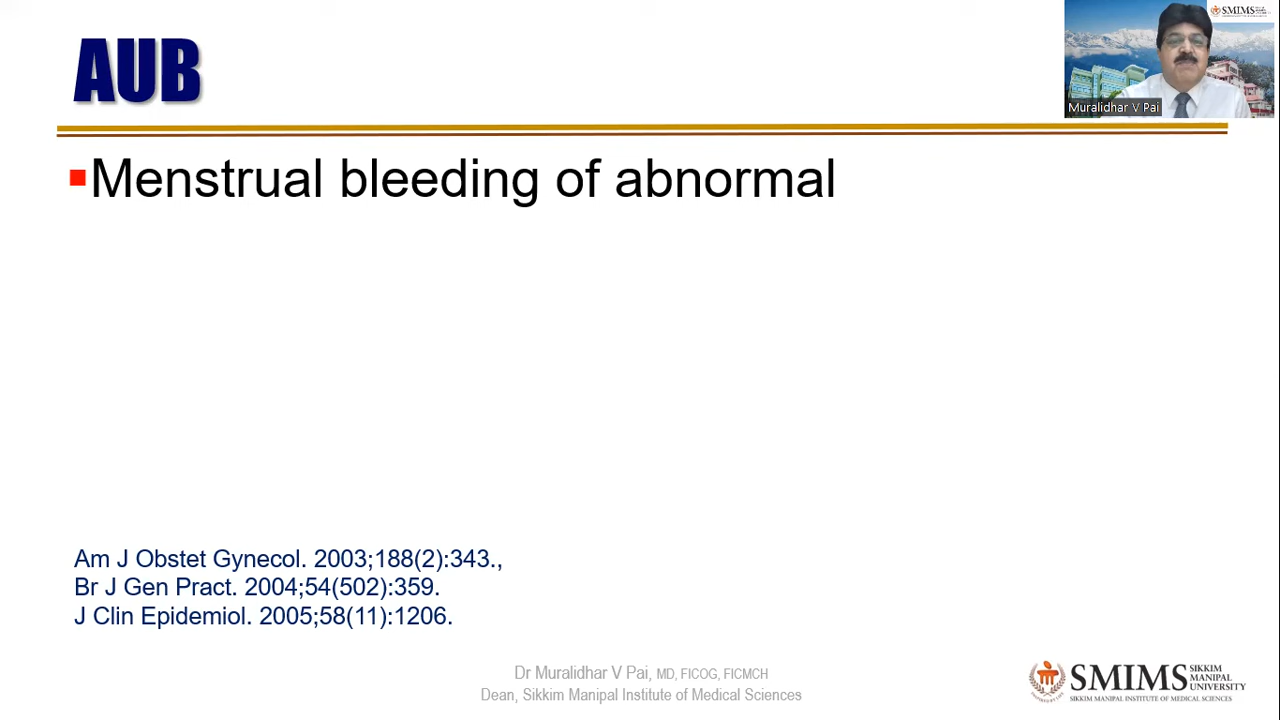 AUB
SMIMS
Muralidhar V Pai
Menstrual bleeding of abnormal
Am J Obstet Gynecol. 2003;188(2):343.,
Br J Gen Pract. 2004;54(502):359.
J Clin Epidemiol. 2005;58(11):1206.
Dr Muralidhar V Pai, MD, FICOG, FICMCH
Dean, Sikkim Manipal Institute of Medical Sciences
SMIMS SIKKIM MANIPAL UNIVERSITY
SIKKIM MANIPAL INSTITUTE OF MEDICAL SCIENCES